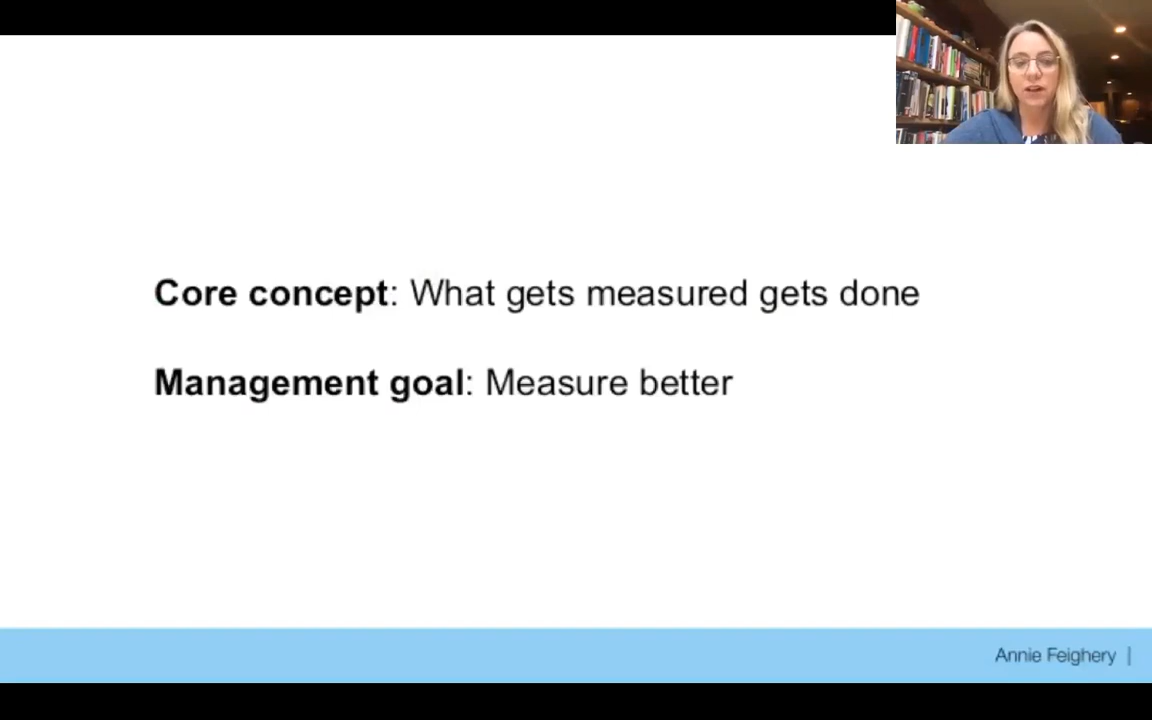 Core concept: What gets measured gets done
Management goal: Measure better
Annie Feighery |